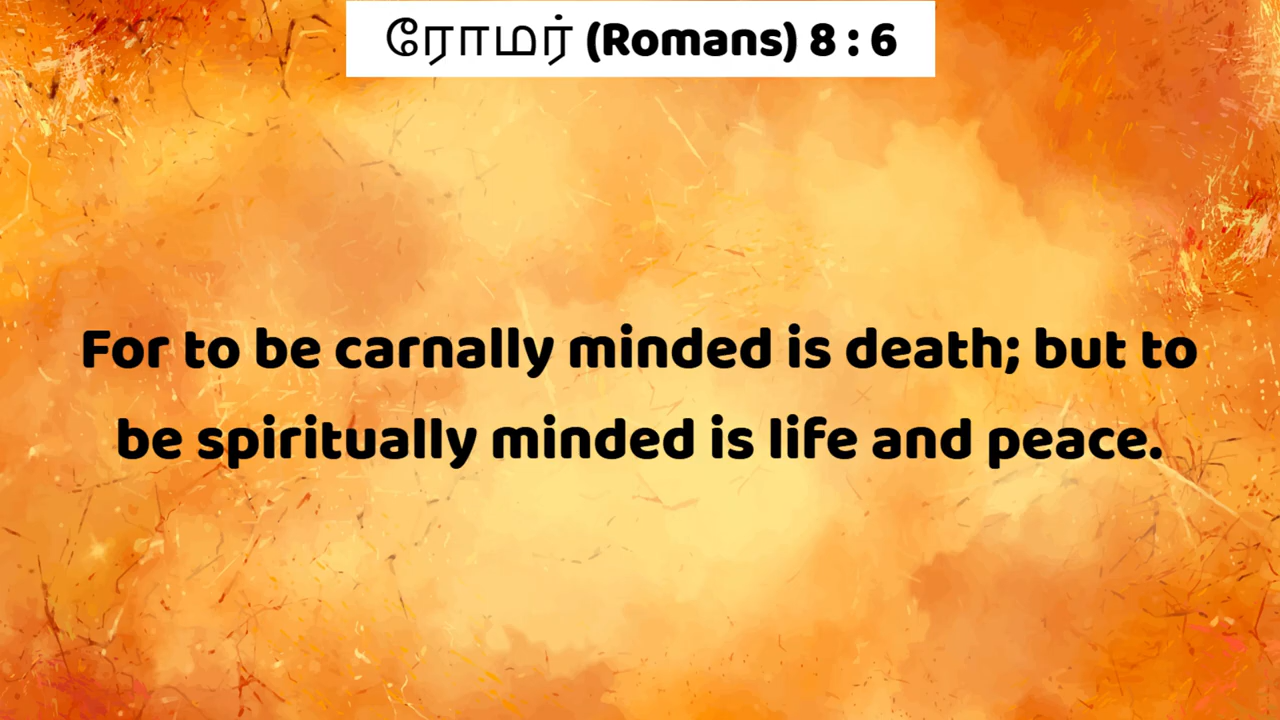 ரோமர் (Romans) 8 : 6
For to be carnally minded is death; but to
be spiritually minded is life and peace.